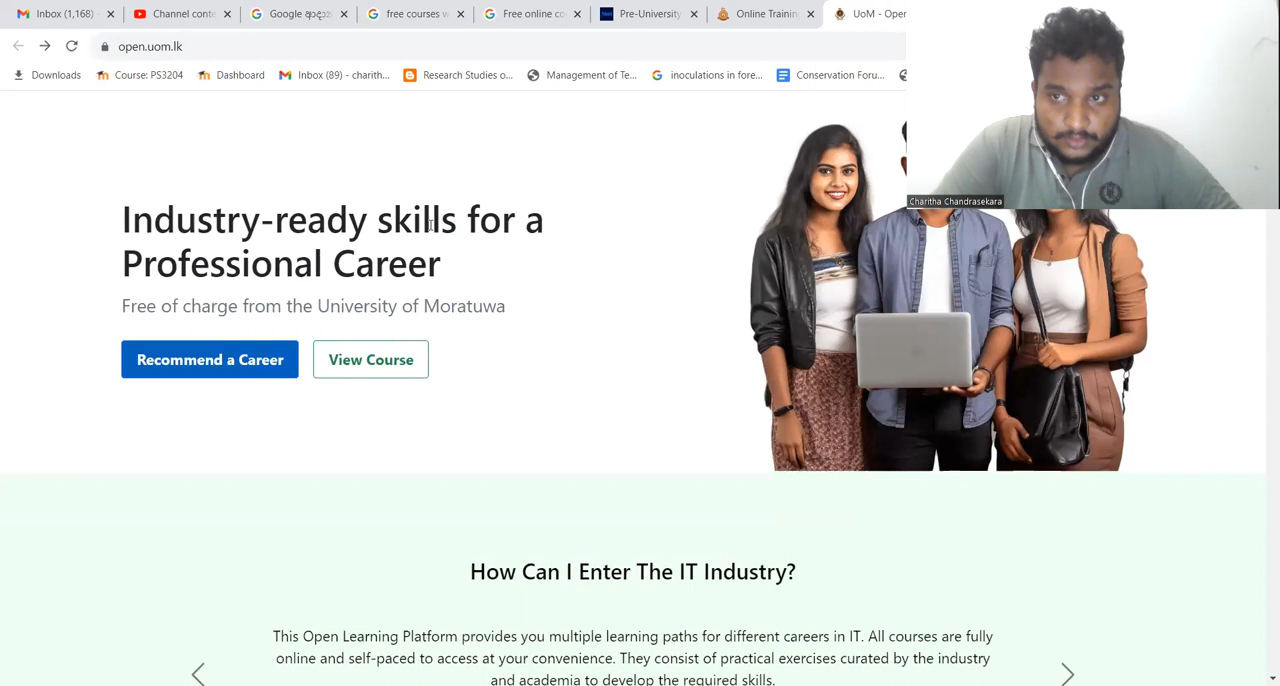 Inbox (1,168)
Channel conte
Google අදෘෂ්
free courses w
Free online co
Pre-University
Online Training
UoM - Open
open.uom.lk
Downloads
Course: PS3204
Dashboard
Inbox (89) - charith...
Research Studies o...
Management of Te...
inoculations in fore...
Conservation Foru...
Charitha Chandrasekara
Industry-ready skills for a
Professional Career
Free of charge from the University of Moratuwa
Recommend a Career
View Course
How Can I Enter The IT Industry?
This Open Learning Platform provides you multiple learning paths for different careers in IT. All courses are fully
online and self-paced to access at your convenience. They consist of practical exercises curated by the industry
and academia to develop the required skills.